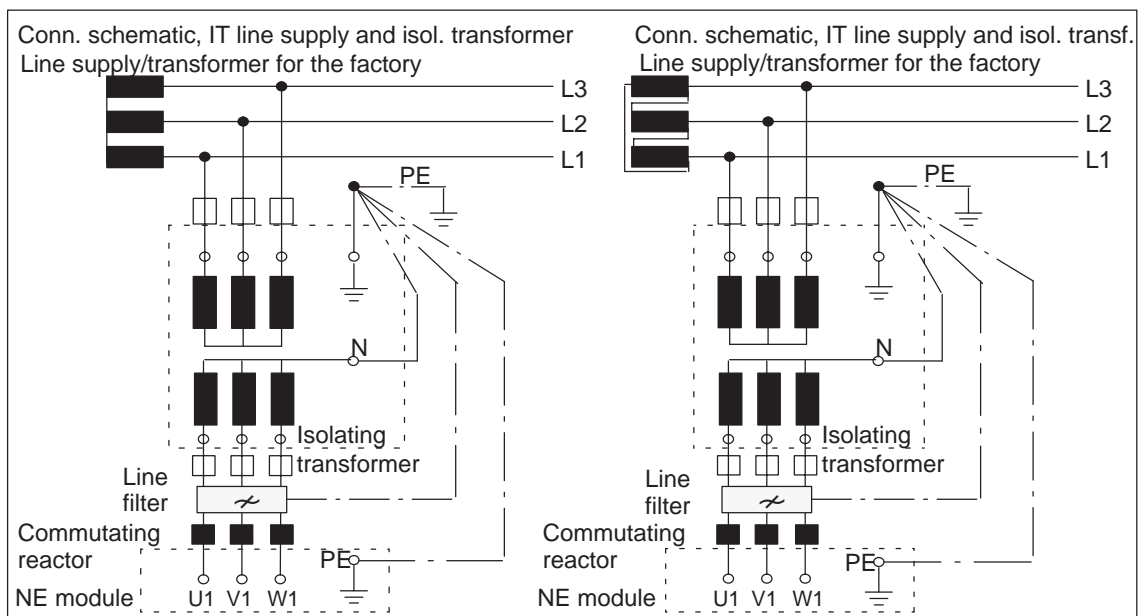 Conn. schematic, IT line supply and isol. transformer
Line supply/transformer for the factory
L3
L2
L1
PE
N
Isolating
transformer
Line
filter
Commutating
reactor
PE
NE module
U1 V1 W1
Conn. schematic, IT line supply and isol. transf.
Line supply/transformer for the factory
L3
L2
L1
PE
N
Isolating
transformer
Line
filter
Commutating
reactor
PE
NE module
U1 V1 W1